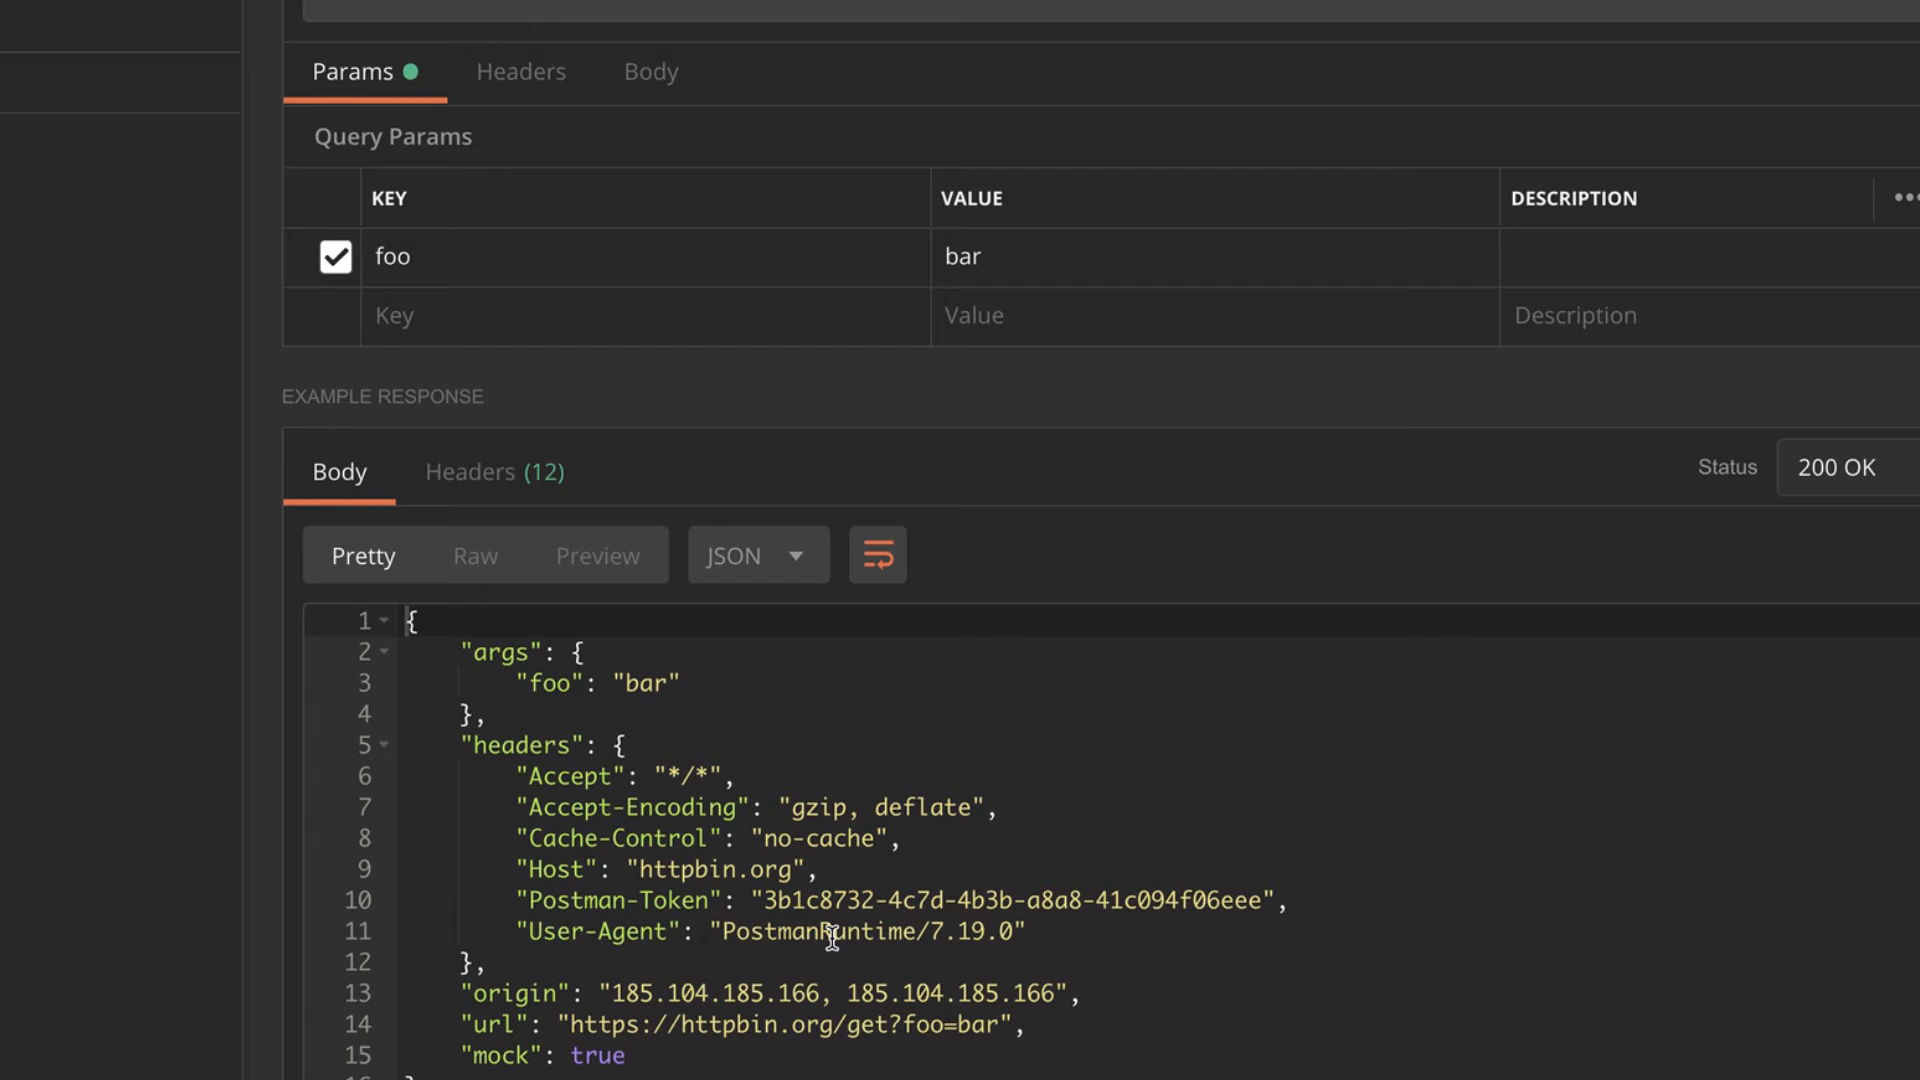 Params Headers Body
Query Params
KEY VALUE DESCRIPTION
foo bar
Key Value Description
EXAMPLE RESPONSE
Body Headers (12) Status 200 OK
Pretty Raw Preview JSON
1 {
2 "args": {
3 "foo": "bar"
4 },
5 "headers": {
6 "Accept": "*/*",
7 "Accept-Encoding": "gzip, deflate",
8 "Cache-Control": "no-cache",
9 "Host": "httpbin.org",
10 "Postman-Token": "3b1c8732-4c7d-4b3b-a8a8-41c094f06eee",
11 "User-Agent": "PostmanRuntime/7.19.0"
12 },
13 "origin": "185.104.185.166, 185.104.185.166",
14 "url": "https://httpbin.org/get?foo=bar",
15 "mock": true